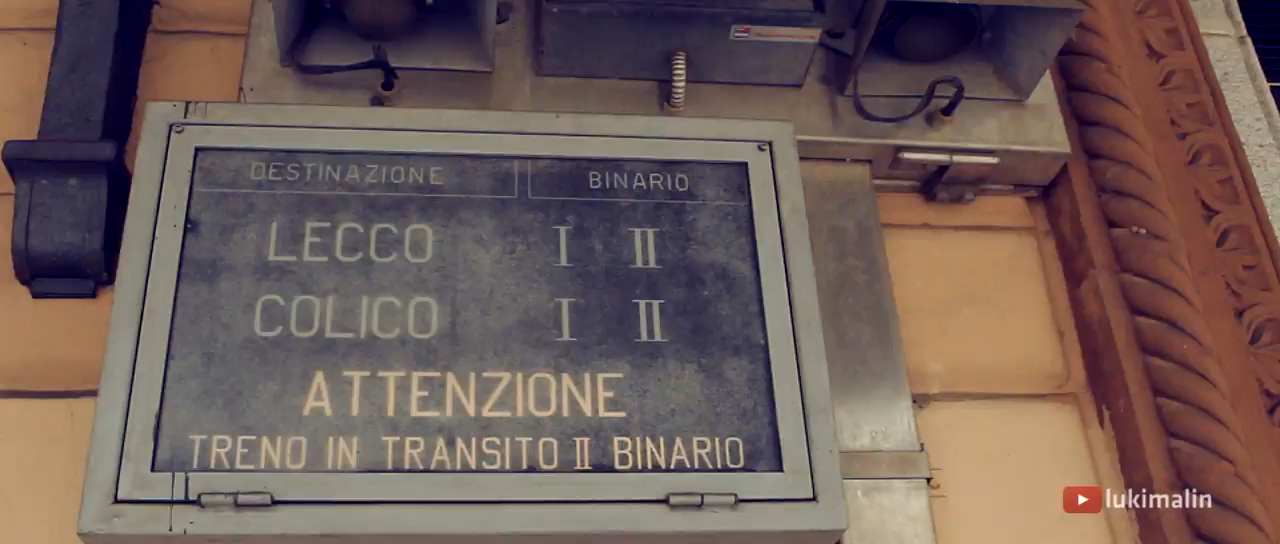 DESTINAZIONE BINARIO
LECCO I II
COLICO I II
ATTENZIONE
TRENO IN TRANSITO II BINARIO
lukimalin